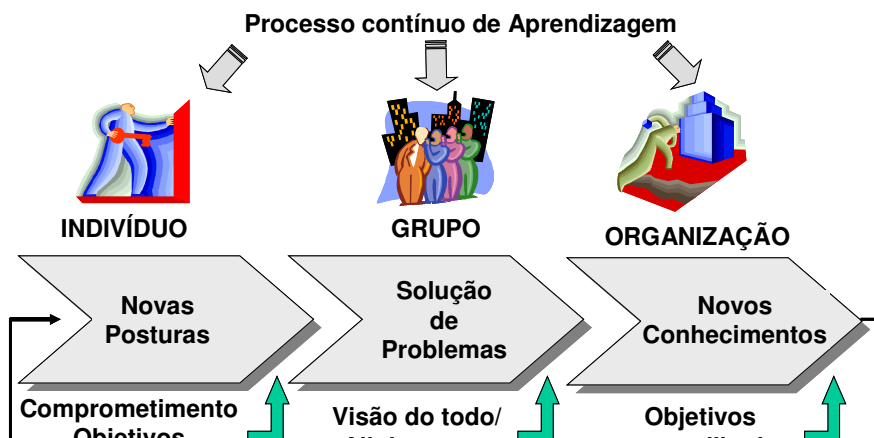 Processo contínuo de Aprendizagem
INDIVÍDUO
GRUPO
ORGANIZAÇÃO
Novas
Posturas
Solução
de
Problemas
Novos
Conhecimentos
Comprometimento
Objetivos
Visão do todo/
Objetivos